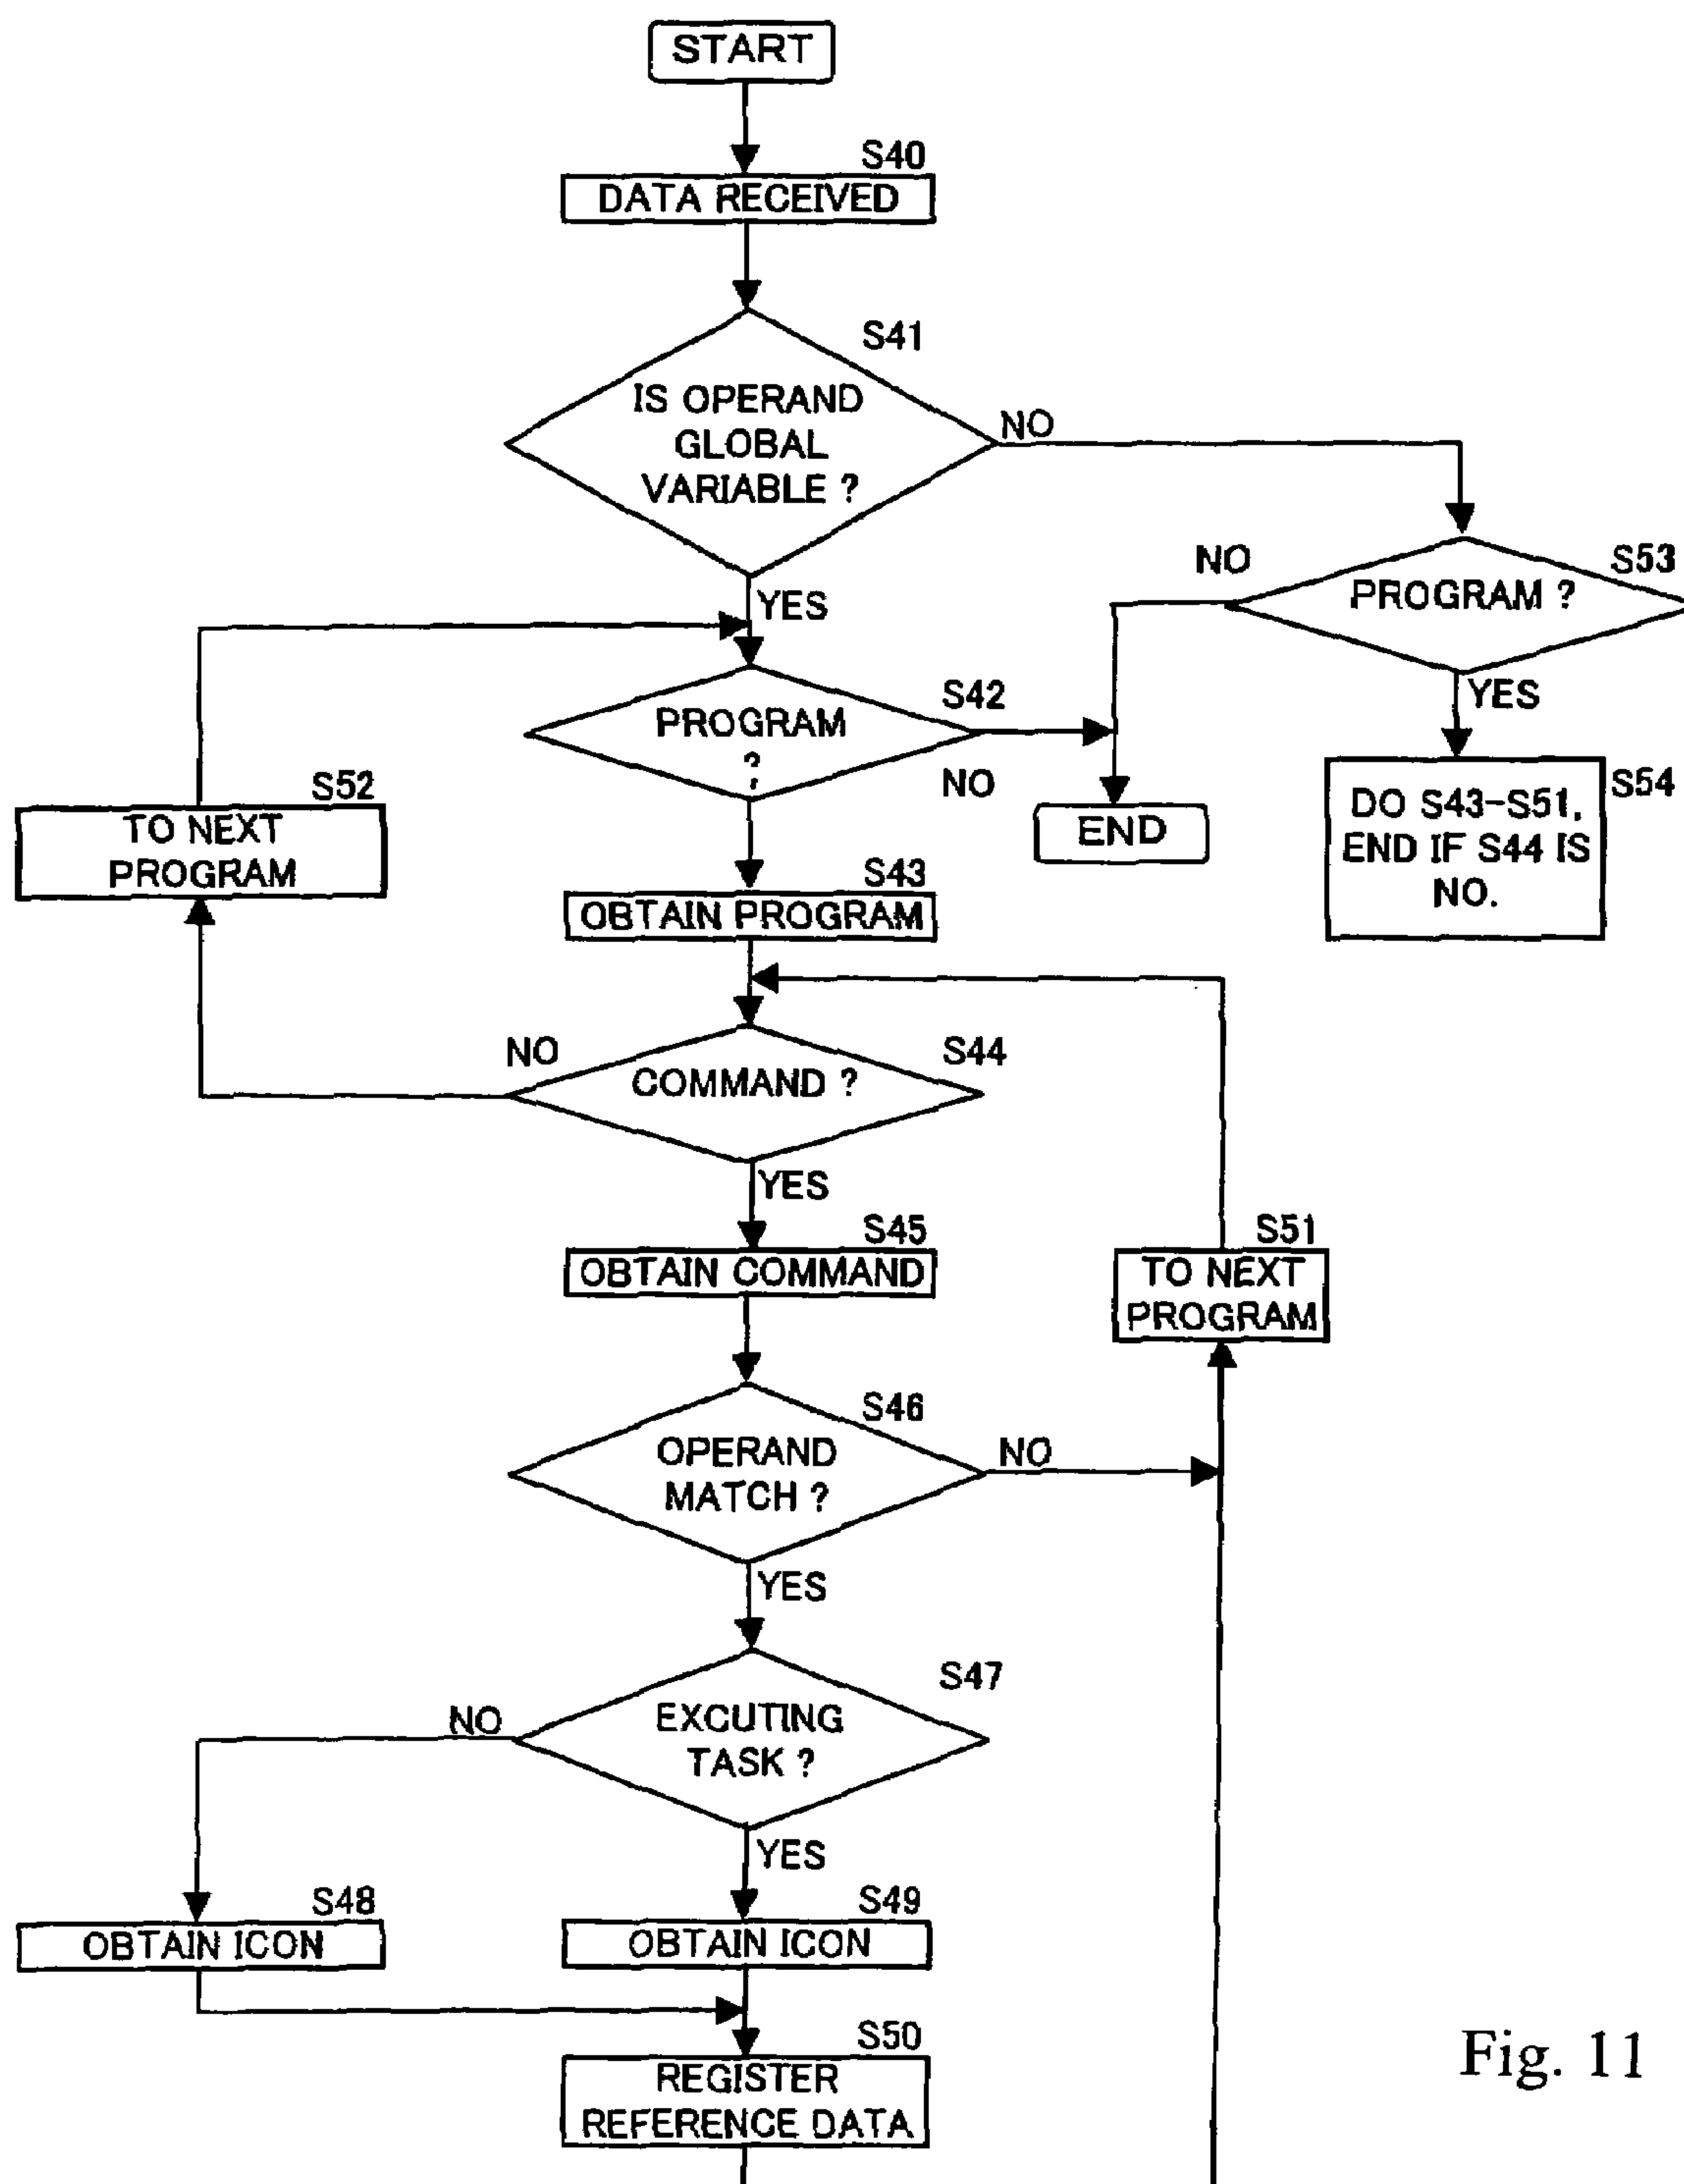 START
S40
DATA RECEIVED
S41
IS OPERAND
GLOBAL
VARIABLE ?
NO
YES
NO
S53
PROGRAM ?
YES
S42
PROGRAM
?
NO
S54
DO S43-S51,
END IF S44 IS
NO.
END
S52
TO NEXT
PROGRAM
S43
OBTAIN PROGRAM
NO
S44
COMMAND ?
YES
S45
OBTAIN COMMAND
S51
TO NEXT
PROGRAM
S46
OPERAND
MATCH ?
NO
YES
S47
EXCUTING
TASK ?
NO
YES
S48
OBTAIN ICON
S49
OBTAIN ICON
S50
REGISTER
REFERENCE DATA
Fig. 11